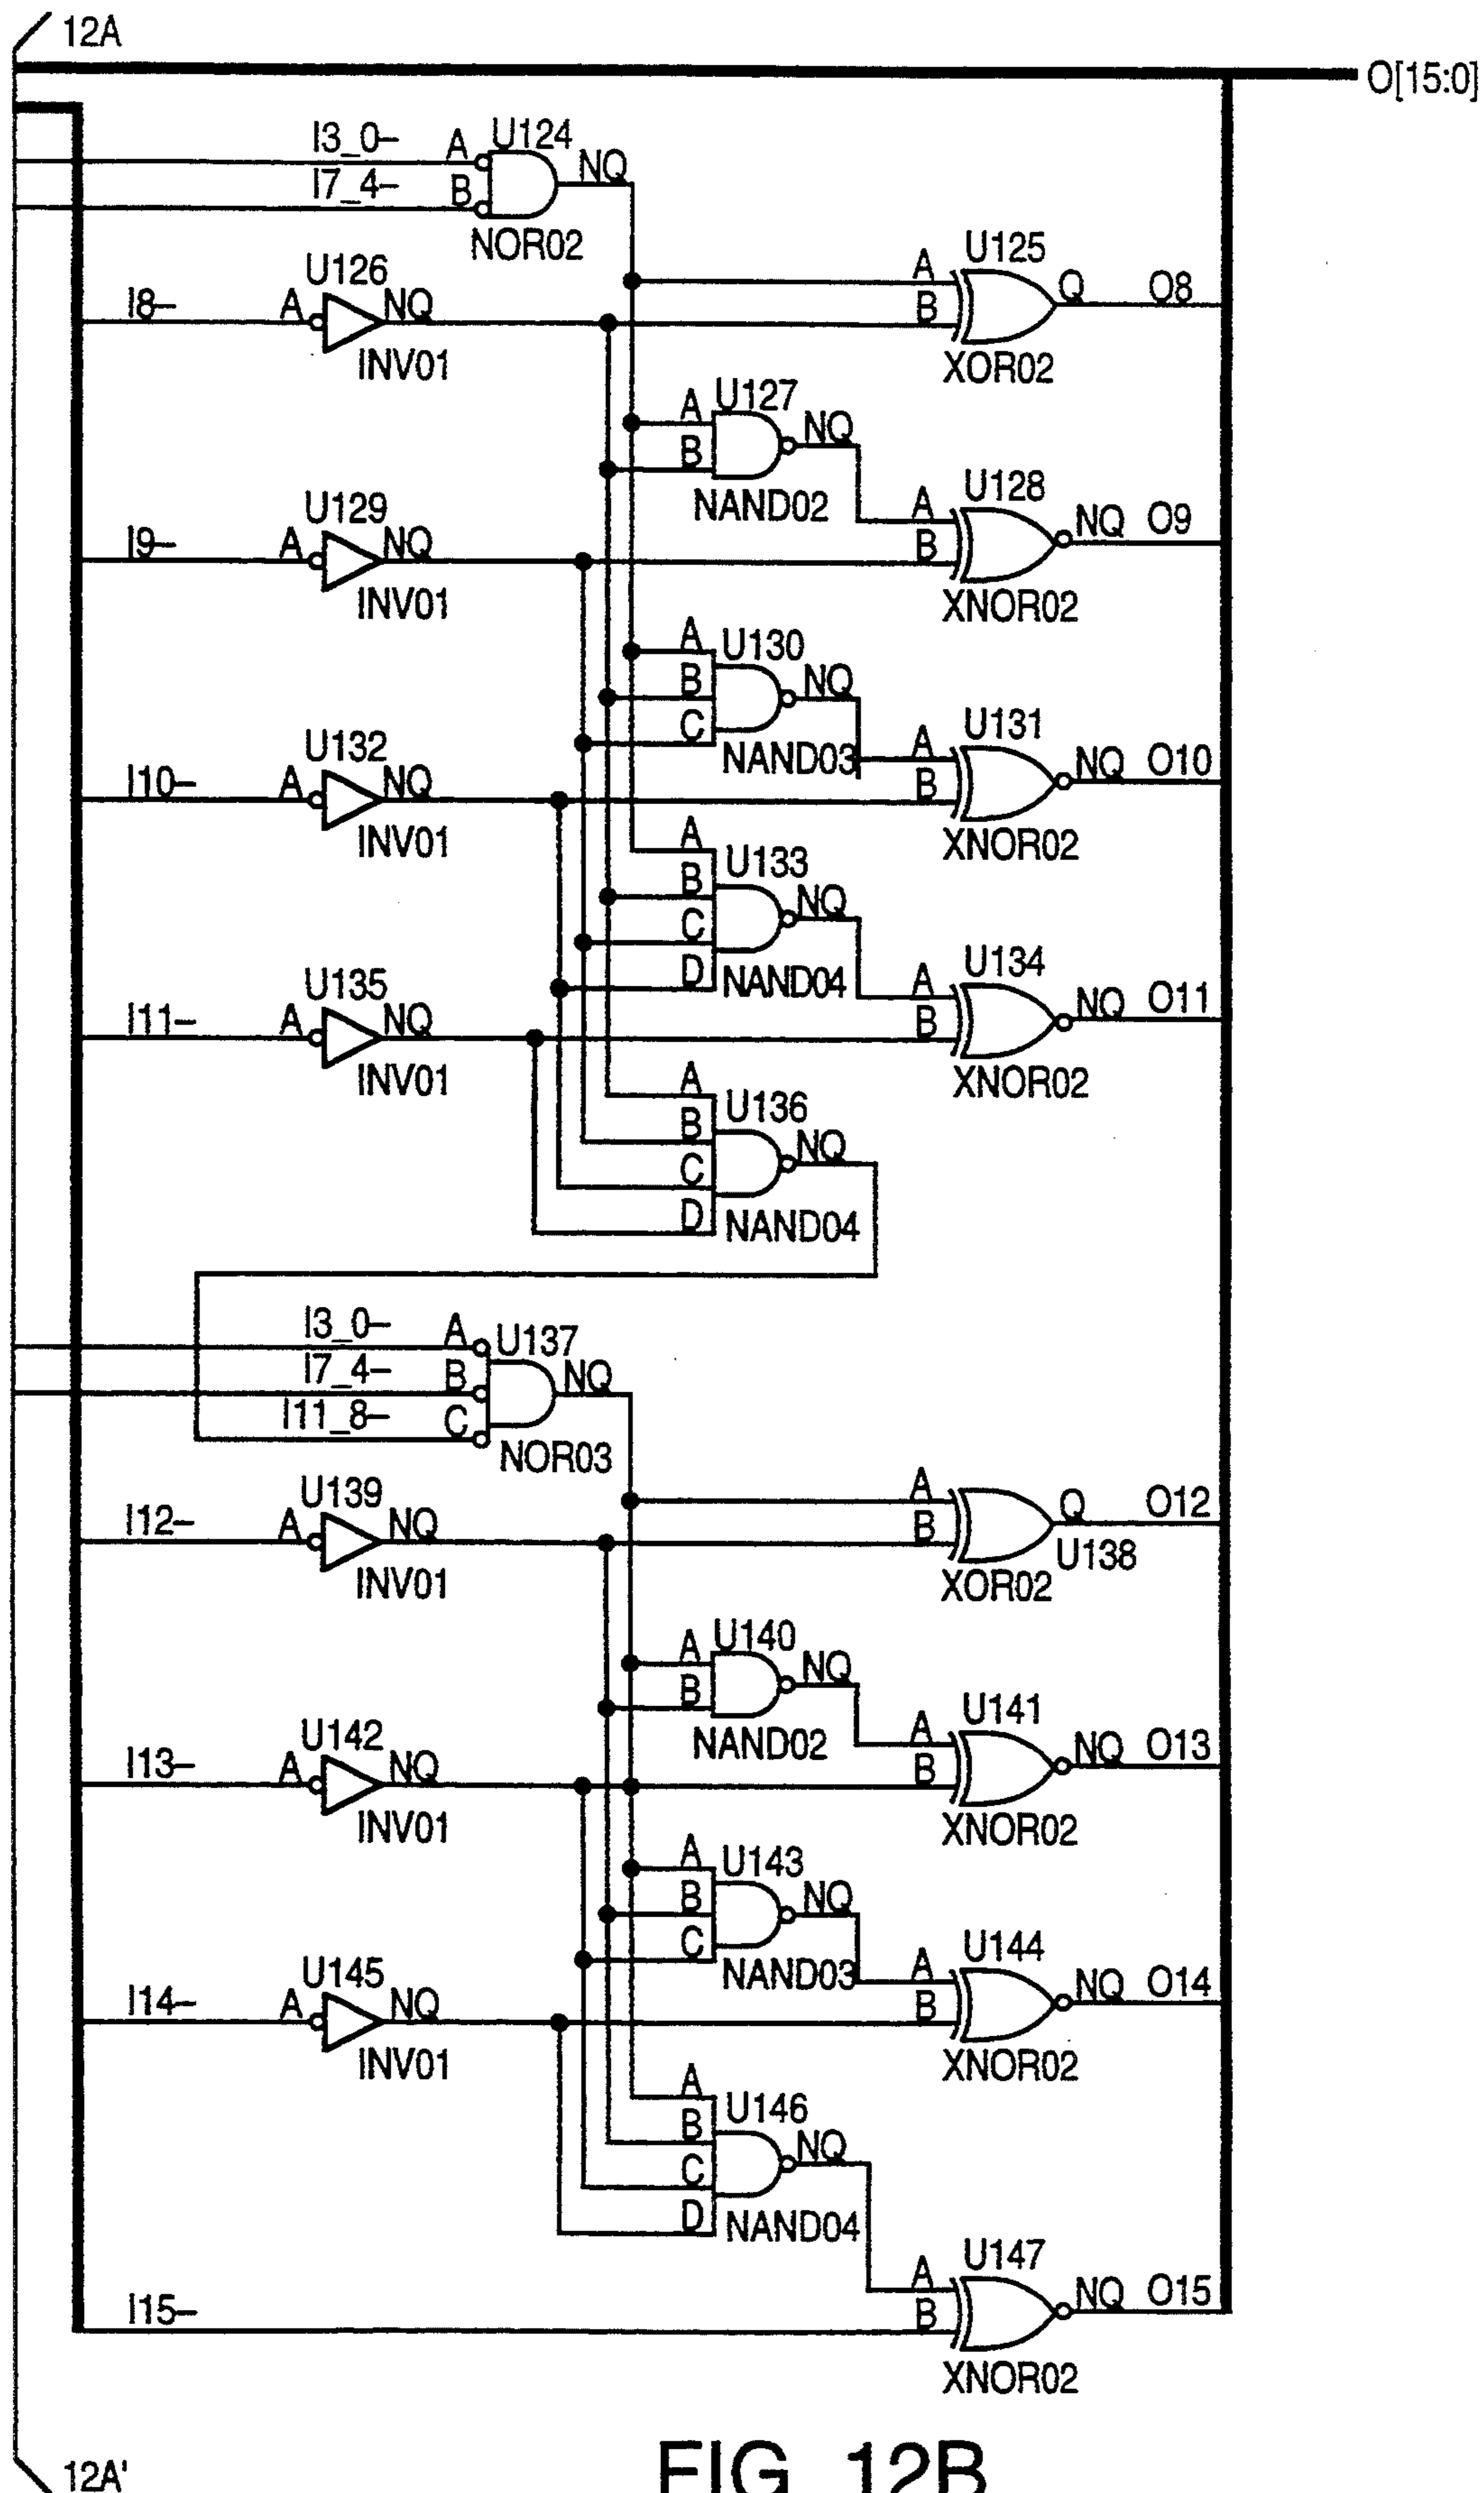 12A
O[15:0]
I3_0– A U124 NQ
I7_4– B
NOR02
U125
A Q O8
B
XOR02
U126
I8– A NQ
INV01
U127
A NQ
B
NAND02
U128
A NQ O9
B
XNOR02
U129
I9– A NQ
INV01
U130
A
B NQ
C
NAND03
U131
A NQ O10
B
XNOR02
U132
I10– A NQ
INV01
U133
A
B NQ
C
D NAND04
U134
A NQ O11
B
XNOR02
U135
I11– A NQ
INV01
U136
A
B NQ
C
D NAND04
I3_0– A U137
I7_4– B NQ
I11_8– C
NOR03
A Q O12
B U138
XOR02
U139
I12– A NQ
INV01
U140
A NQ
B
NAND02
U141
A NQ O13
B
XNOR02
U142
I13– A NQ
INV01
U143
A
B NQ
C
NAND03
U144
A NQ O14
B
XNOR02
U145
I14– A NQ
INV01
U146
A
B NQ
C
D NAND04
U147
A NQ O15
B
I15–
XNOR02
12A'
FIG. 12B